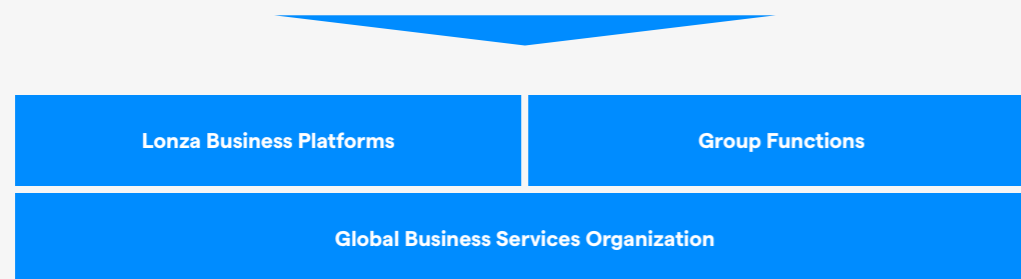 Lonza Business Platforms
Group Functions
Global Business Services Organization